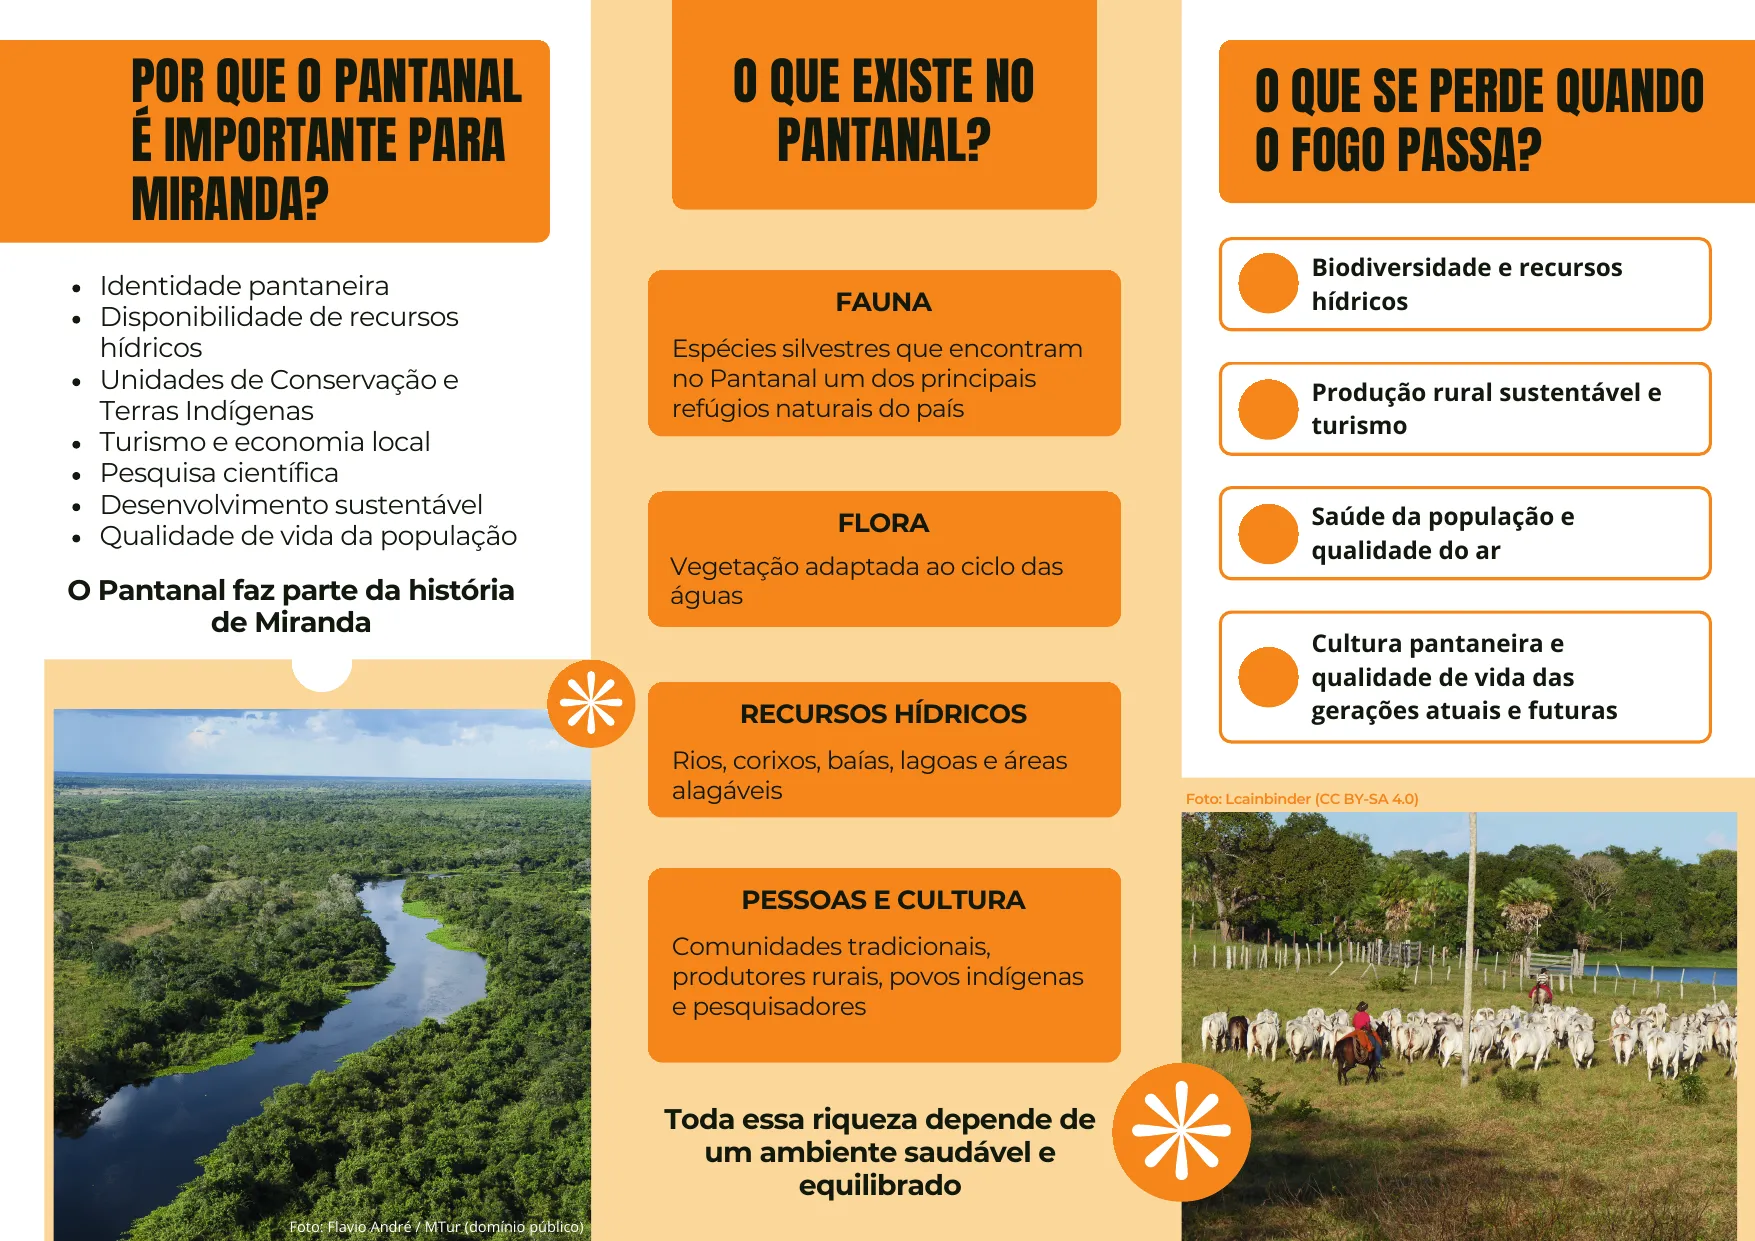 POR QUE O PANTANAL
É IMPORTANTE PARA
MIRANDA?
• Identidade pantaneira
• Disponibilidade de recursos
hídricos
• Unidades de Conservação e
Terras Indígenas
• Turismo e economia local
• Pesquisa científica
• Desenvolvimento sustentável
• Qualidade de vida da população
O Pantanal faz parte da história
de Miranda
Foto: Flavio André / MTur (domínio público)
O QUE EXISTE NO
PANTANAL?
FAUNA
Espécies silvestres que encontram
no Pantanal um dos principais
refúgios naturais do país
FLORA
Vegetação adaptada ao ciclo das
águas
RECURSOS HÍDRICOS
Rios, corixos, baías, lagoas e áreas
alagáveis
PESSOAS E CULTURA
Comunidades tradicionais,
produtores rurais, povos indígenas
e pesquisadores
Toda essa riqueza depende de
um ambiente saudável e
equilibrado
O QUE SE PERDE QUANDO
O FOGO PASSA?
Biodiversidade e recursos
hídricos
Produção rural sustentável e
turismo
Saúde da população e
qualidade do ar
Cultura pantaneira e
qualidade de vida das
gerações atuais e futuras
Foto: Lcainbinder (CC BY-SA 4.0)